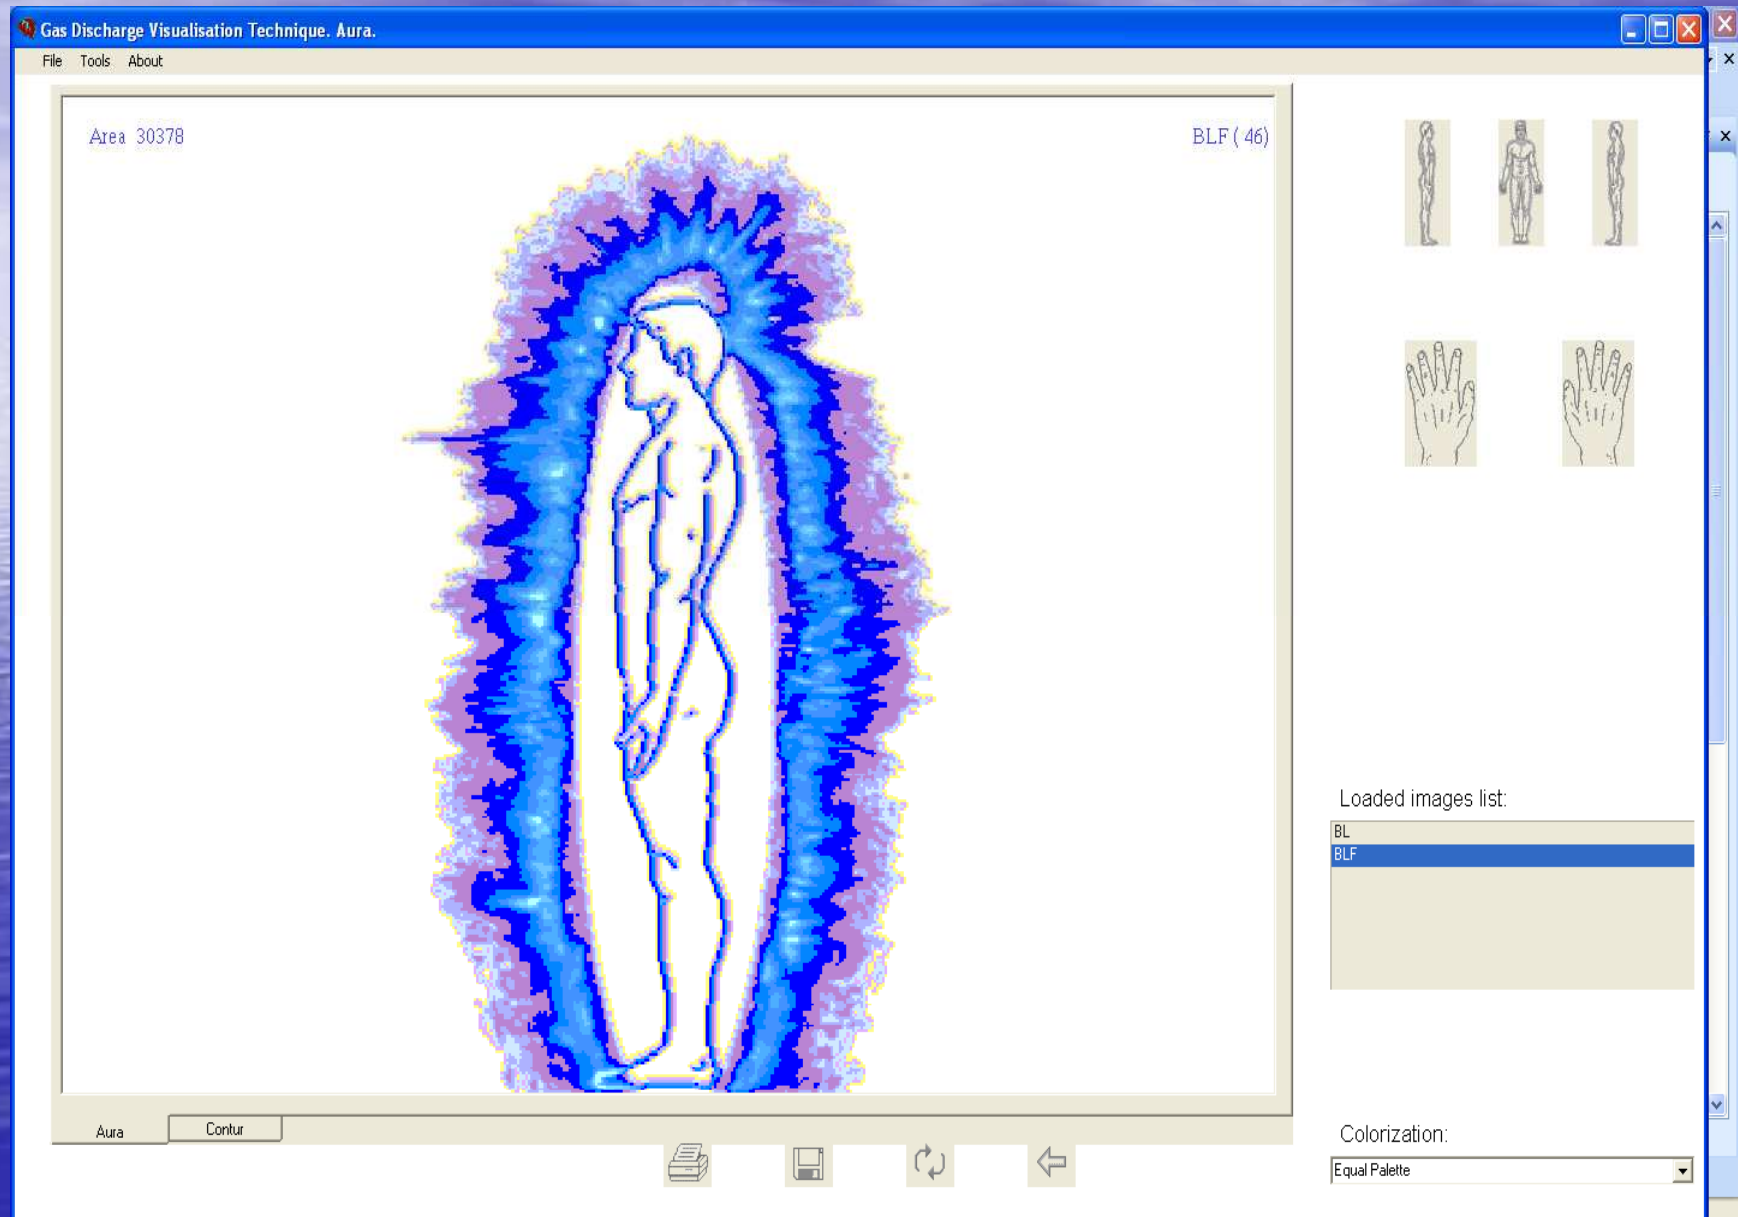 Gas Discharge Visualisation Technique. Aura.
File Tools About
Area 30378
BLF ( 46)
Loaded images list:
BL
BLF
Aura
Contur
Colorization:
Equal Palette